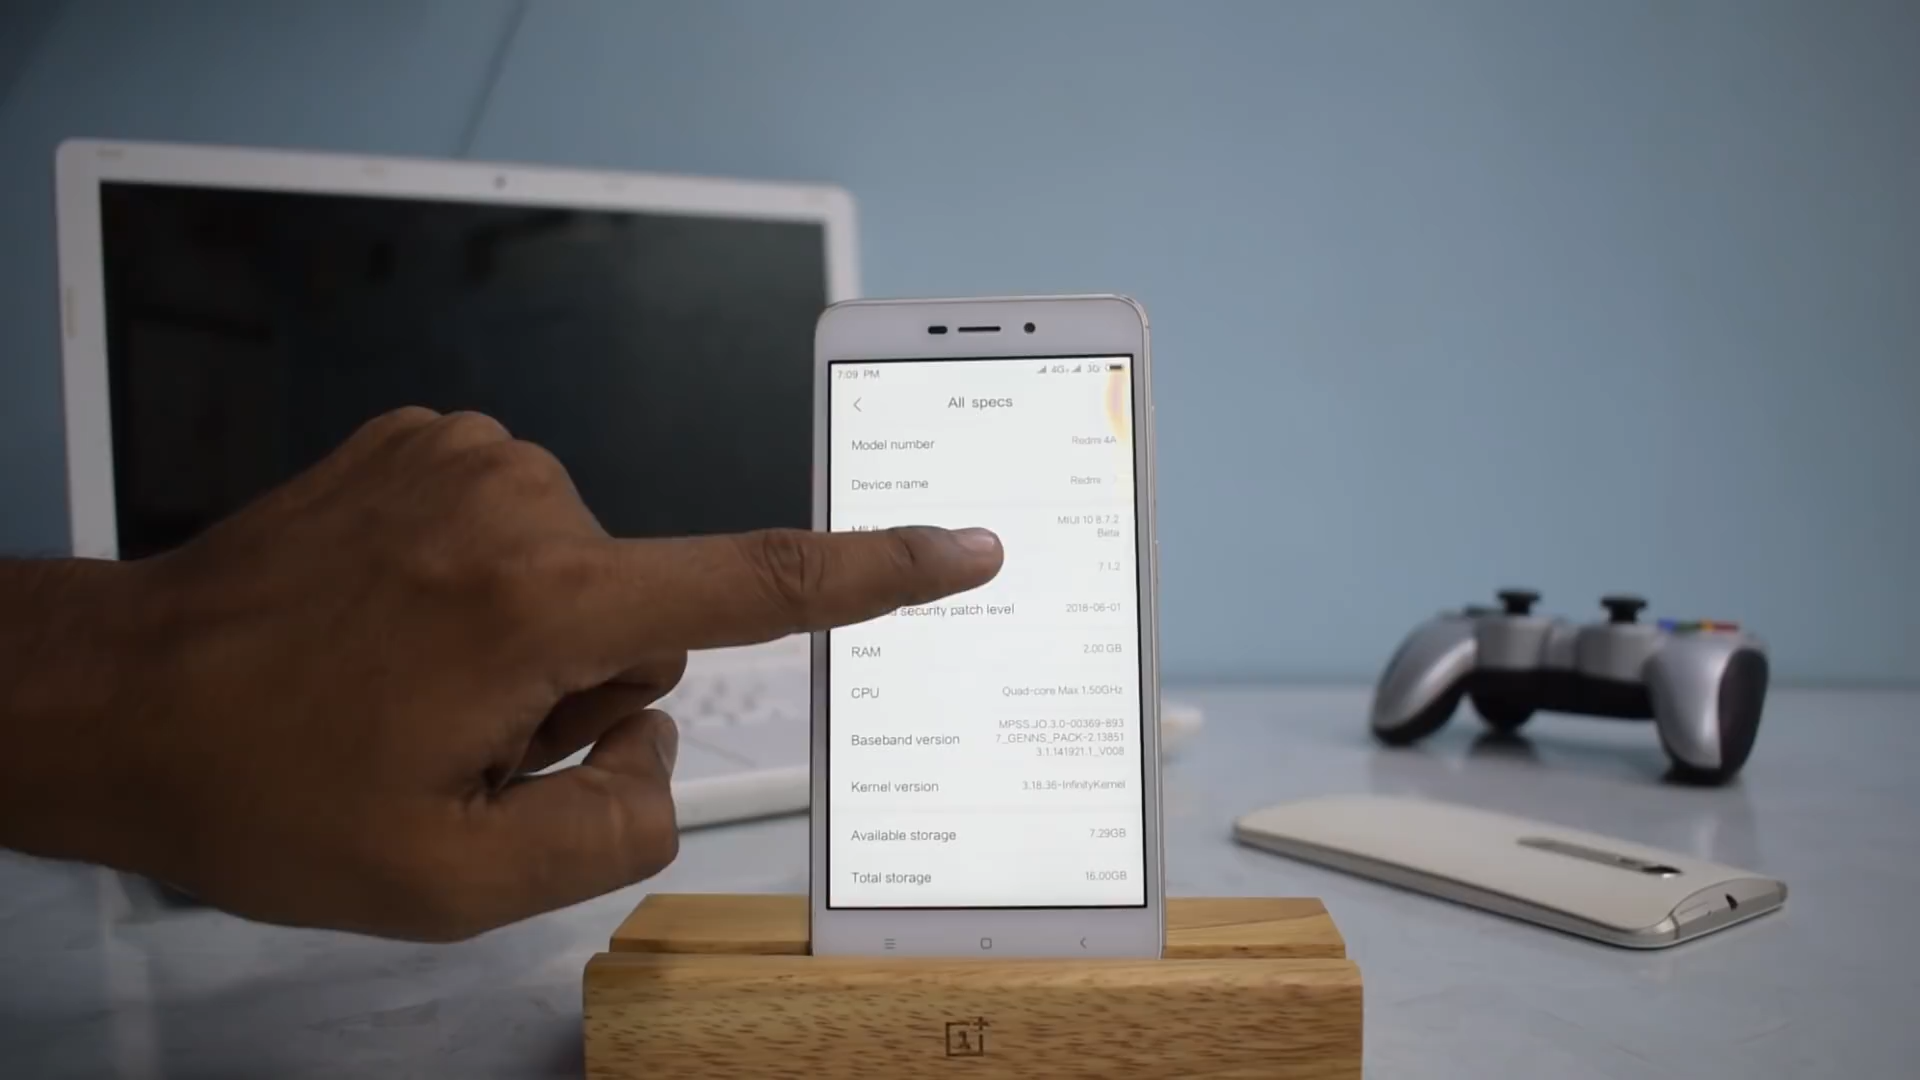 7:09 PM 4G 3G
All specs
Model number Redmi 4A
Device name Redmi
MIUI 10 8.7.2
Beta
7.1.2
security patch level 2018-06-01
RAM 2.00 GB
CPU Quad-core Max 1.50GHz
MPSS.JO.3.0-00369-893
Baseband version 7_GENNS_PACK-2.13851
3.1.141921.1_V008
Kernel version 3.18.36-InfinityKernel
Available storage 7.29GB
Total storage 16.00GB
1+